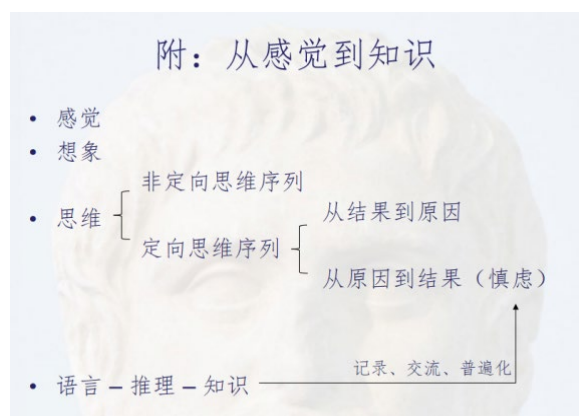 附：从感觉到知识
• 感觉
• 想象
非定向思维序列
• 思维
从结果到原因
定向思维序列
从原因到结果（慎虑）
记录、交流、普遍化
• 语言 – 推理 – 知识